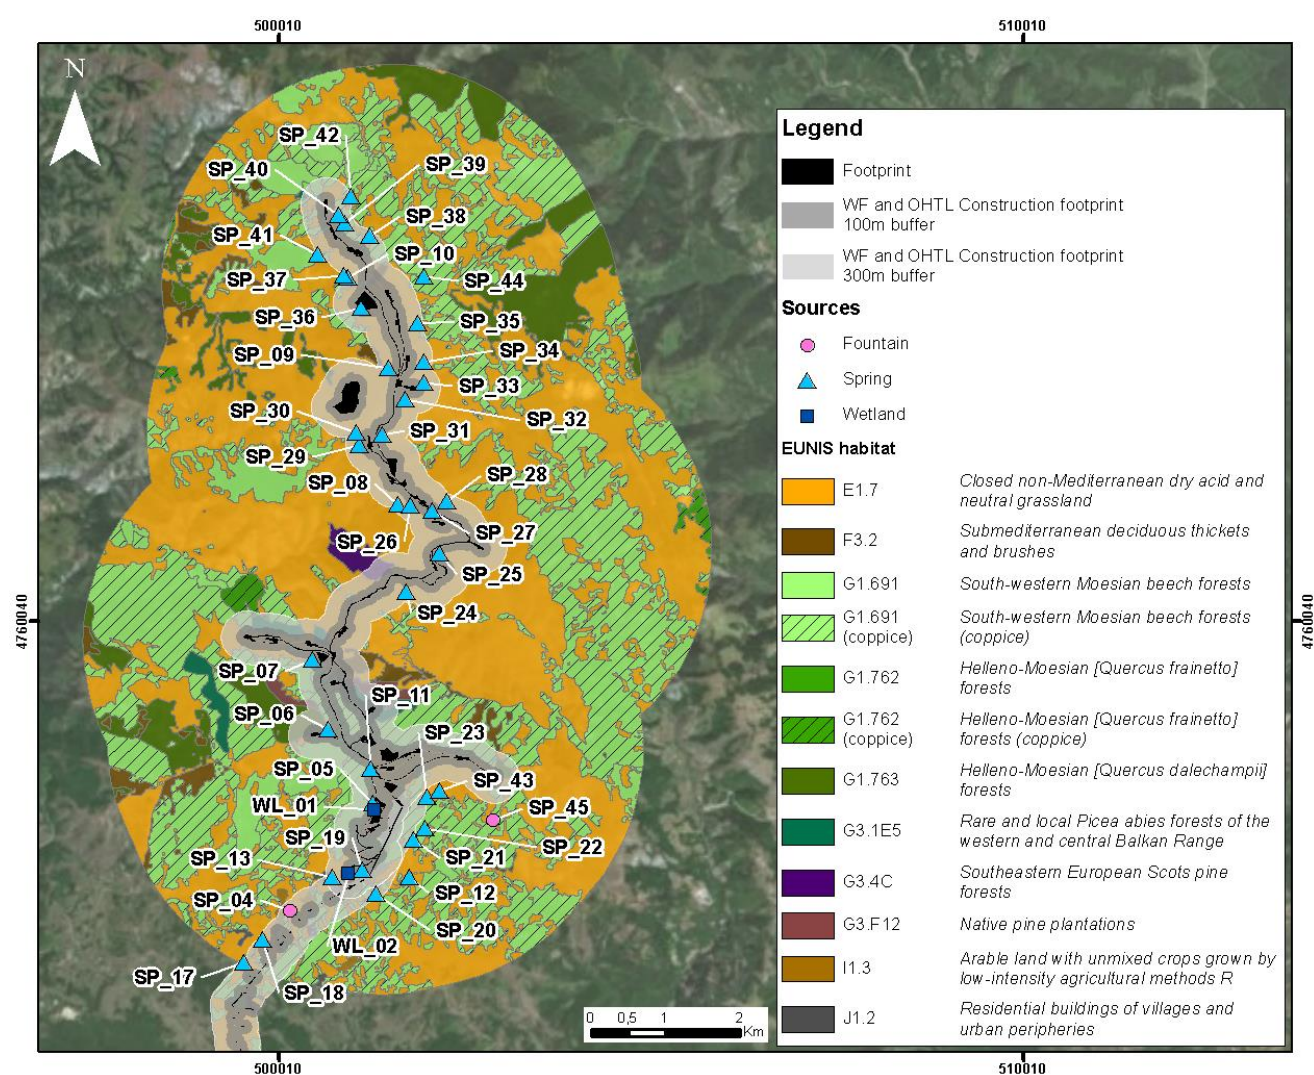 500010
510010
N
SP_42
SP_40
SP_39
SP_38
SP_41
SP_10
SP_37
SP_44
SP_36
SP_35
SP_09
SP_34
SP_33
SP_30
SP_32
SP_31
SP_29
SP_28
SP_08
SP_27
SP_26
SP_25
SP_24
4760040
4760040
SP_07
SP_11
SP_06
SP_23
SP_05
SP_43
WL_01
SP_45
SP_19
SP_22
SP_13
SP_21
SP_12
SP_04
SP_20
WL_02
SP_17
SP_18
0 0,5 1 2
Km
Legend
Footprint
WF and OHTL Construction footprint
100m buffer
WF and OHTL Construction footprint
300m buffer
Sources
Fountain
Spring
Wetland
EUNIS habitat
E1.7 Closed non-Mediterranean dry acid and
neutral grassland
F3.2 Submediterranean deciduous thickets
and brushes
G1.691 South-western Moesian beech forests
G1.691 South-western Moesian beech forests
(coppice) (coppice)
G1.762 Helleno-Moesian [Quercus frainetto]
forests
G1.762 Helleno-Moesian [Quercus frainetto]
(coppice) forests (coppice)
G1.763 Helleno-Moesian [Quercus dalechampii]
forests
G3.1E5 Rare and local Picea abies forests of the
western and central Balkan Range
G3.4C Southeastern European Scots pine
forests
G3.F12 Native pine plantations
I1.3 Arable land with unmixed crops grown by
low-intensity agricultural methods R
J1.2 Residential buildings of villages and
urban peripheries
500010
510010